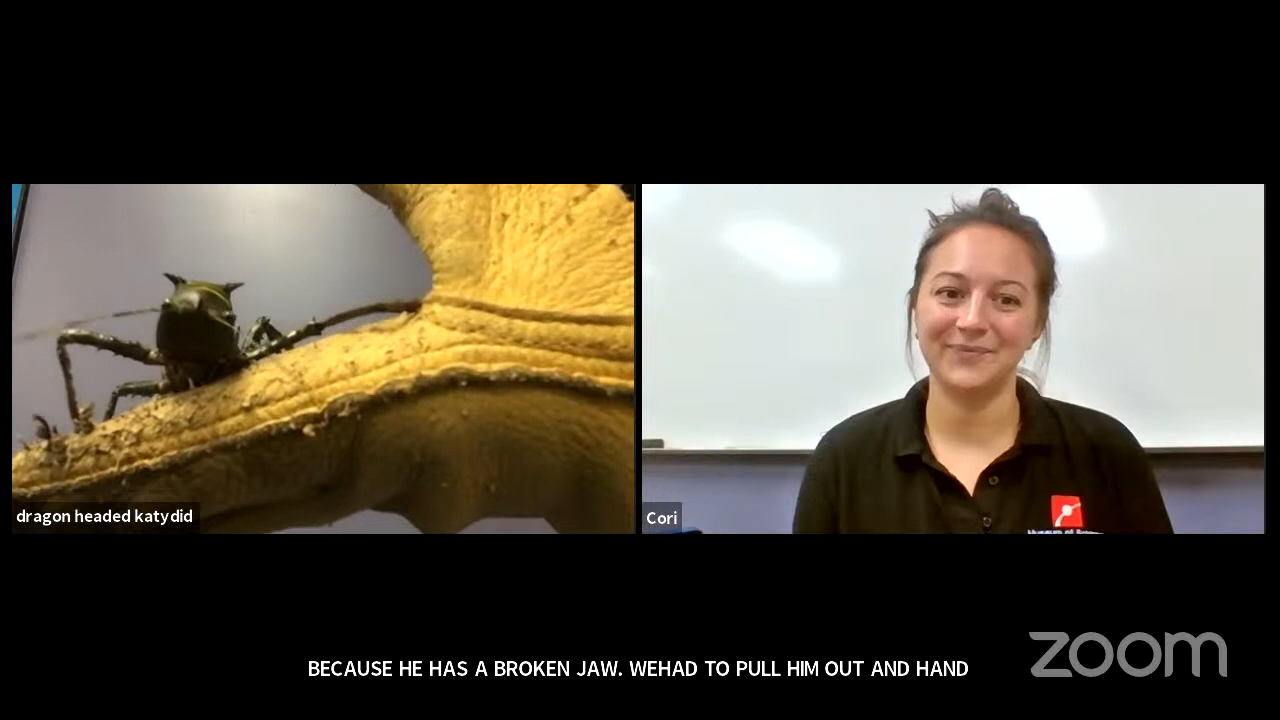 dragon headed katydid
Cori
BECAUSE HE HAS A BROKEN JAW. WEHAD TO PULL HIM OUT AND HAND
zoom